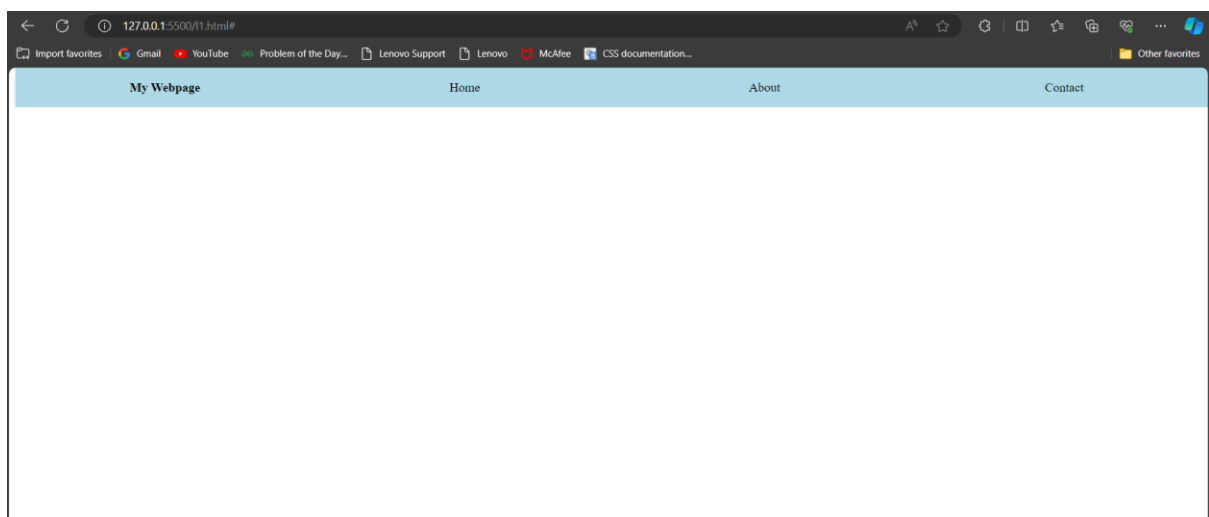 127.0.0.1:5500/l1.html#
Import favorites Gmail YouTube Problem of the Day... Lenovo Support Lenovo McAfee CSS documentation... Other favorites
My Webpage Home About Contact